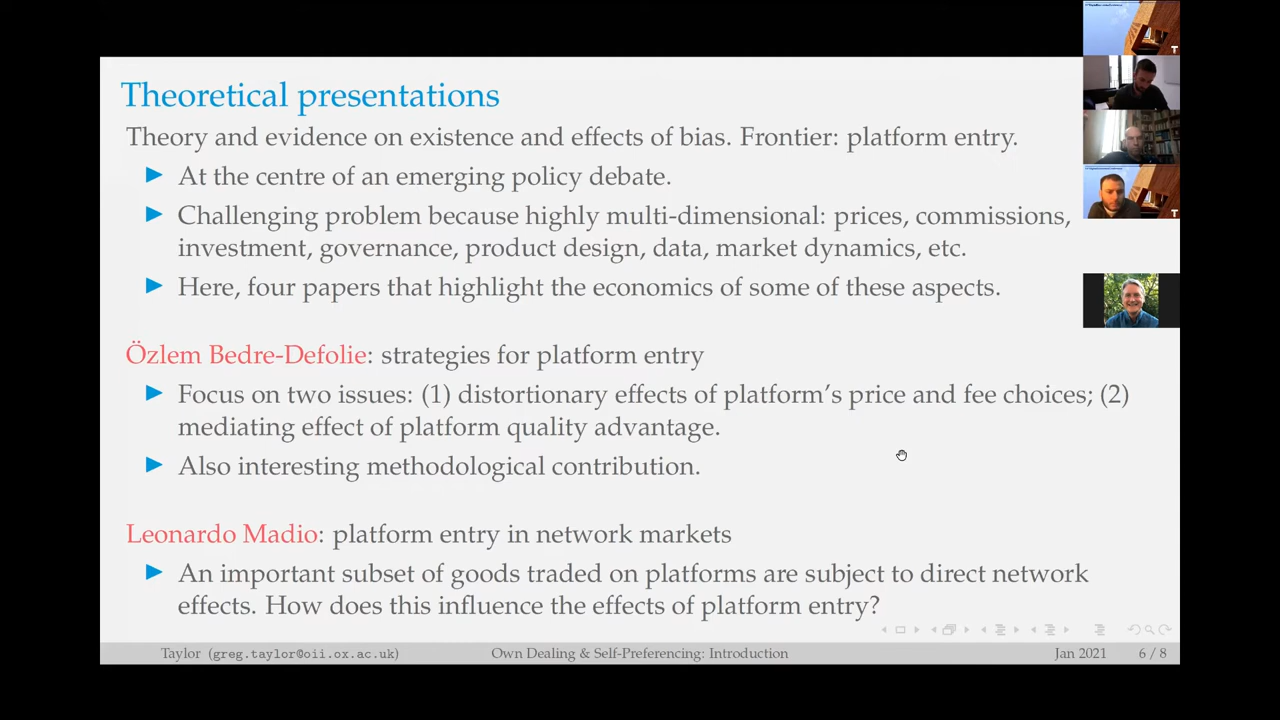 Theoretical presentations
Theory and evidence on existence and effects of bias. Frontier: platform entry.
At the centre of an emerging policy debate.
Challenging problem because highly multi-dimensional: prices, commissions,
investment, governance, product design, data, market dynamics, etc.
Here, four papers that highlight the economics of some of these aspects.
Özlem Bedre-Defolie: strategies for platform entry
Focus on two issues: (1) distortionary effects of platform's price and fee choices; (2)
mediating effect of platform quality advantage.
Also interesting methodological contribution.
Leonardo Madio: platform entry in network markets
An important subset of goods traded on platforms are subject to direct network
effects. How does this influence the effects of platform entry?
Taylor (greg.taylor@oii.ox.ac.uk)
Own Dealing & Self-Preferencing: Introduction
Jan 2021
6 / 8